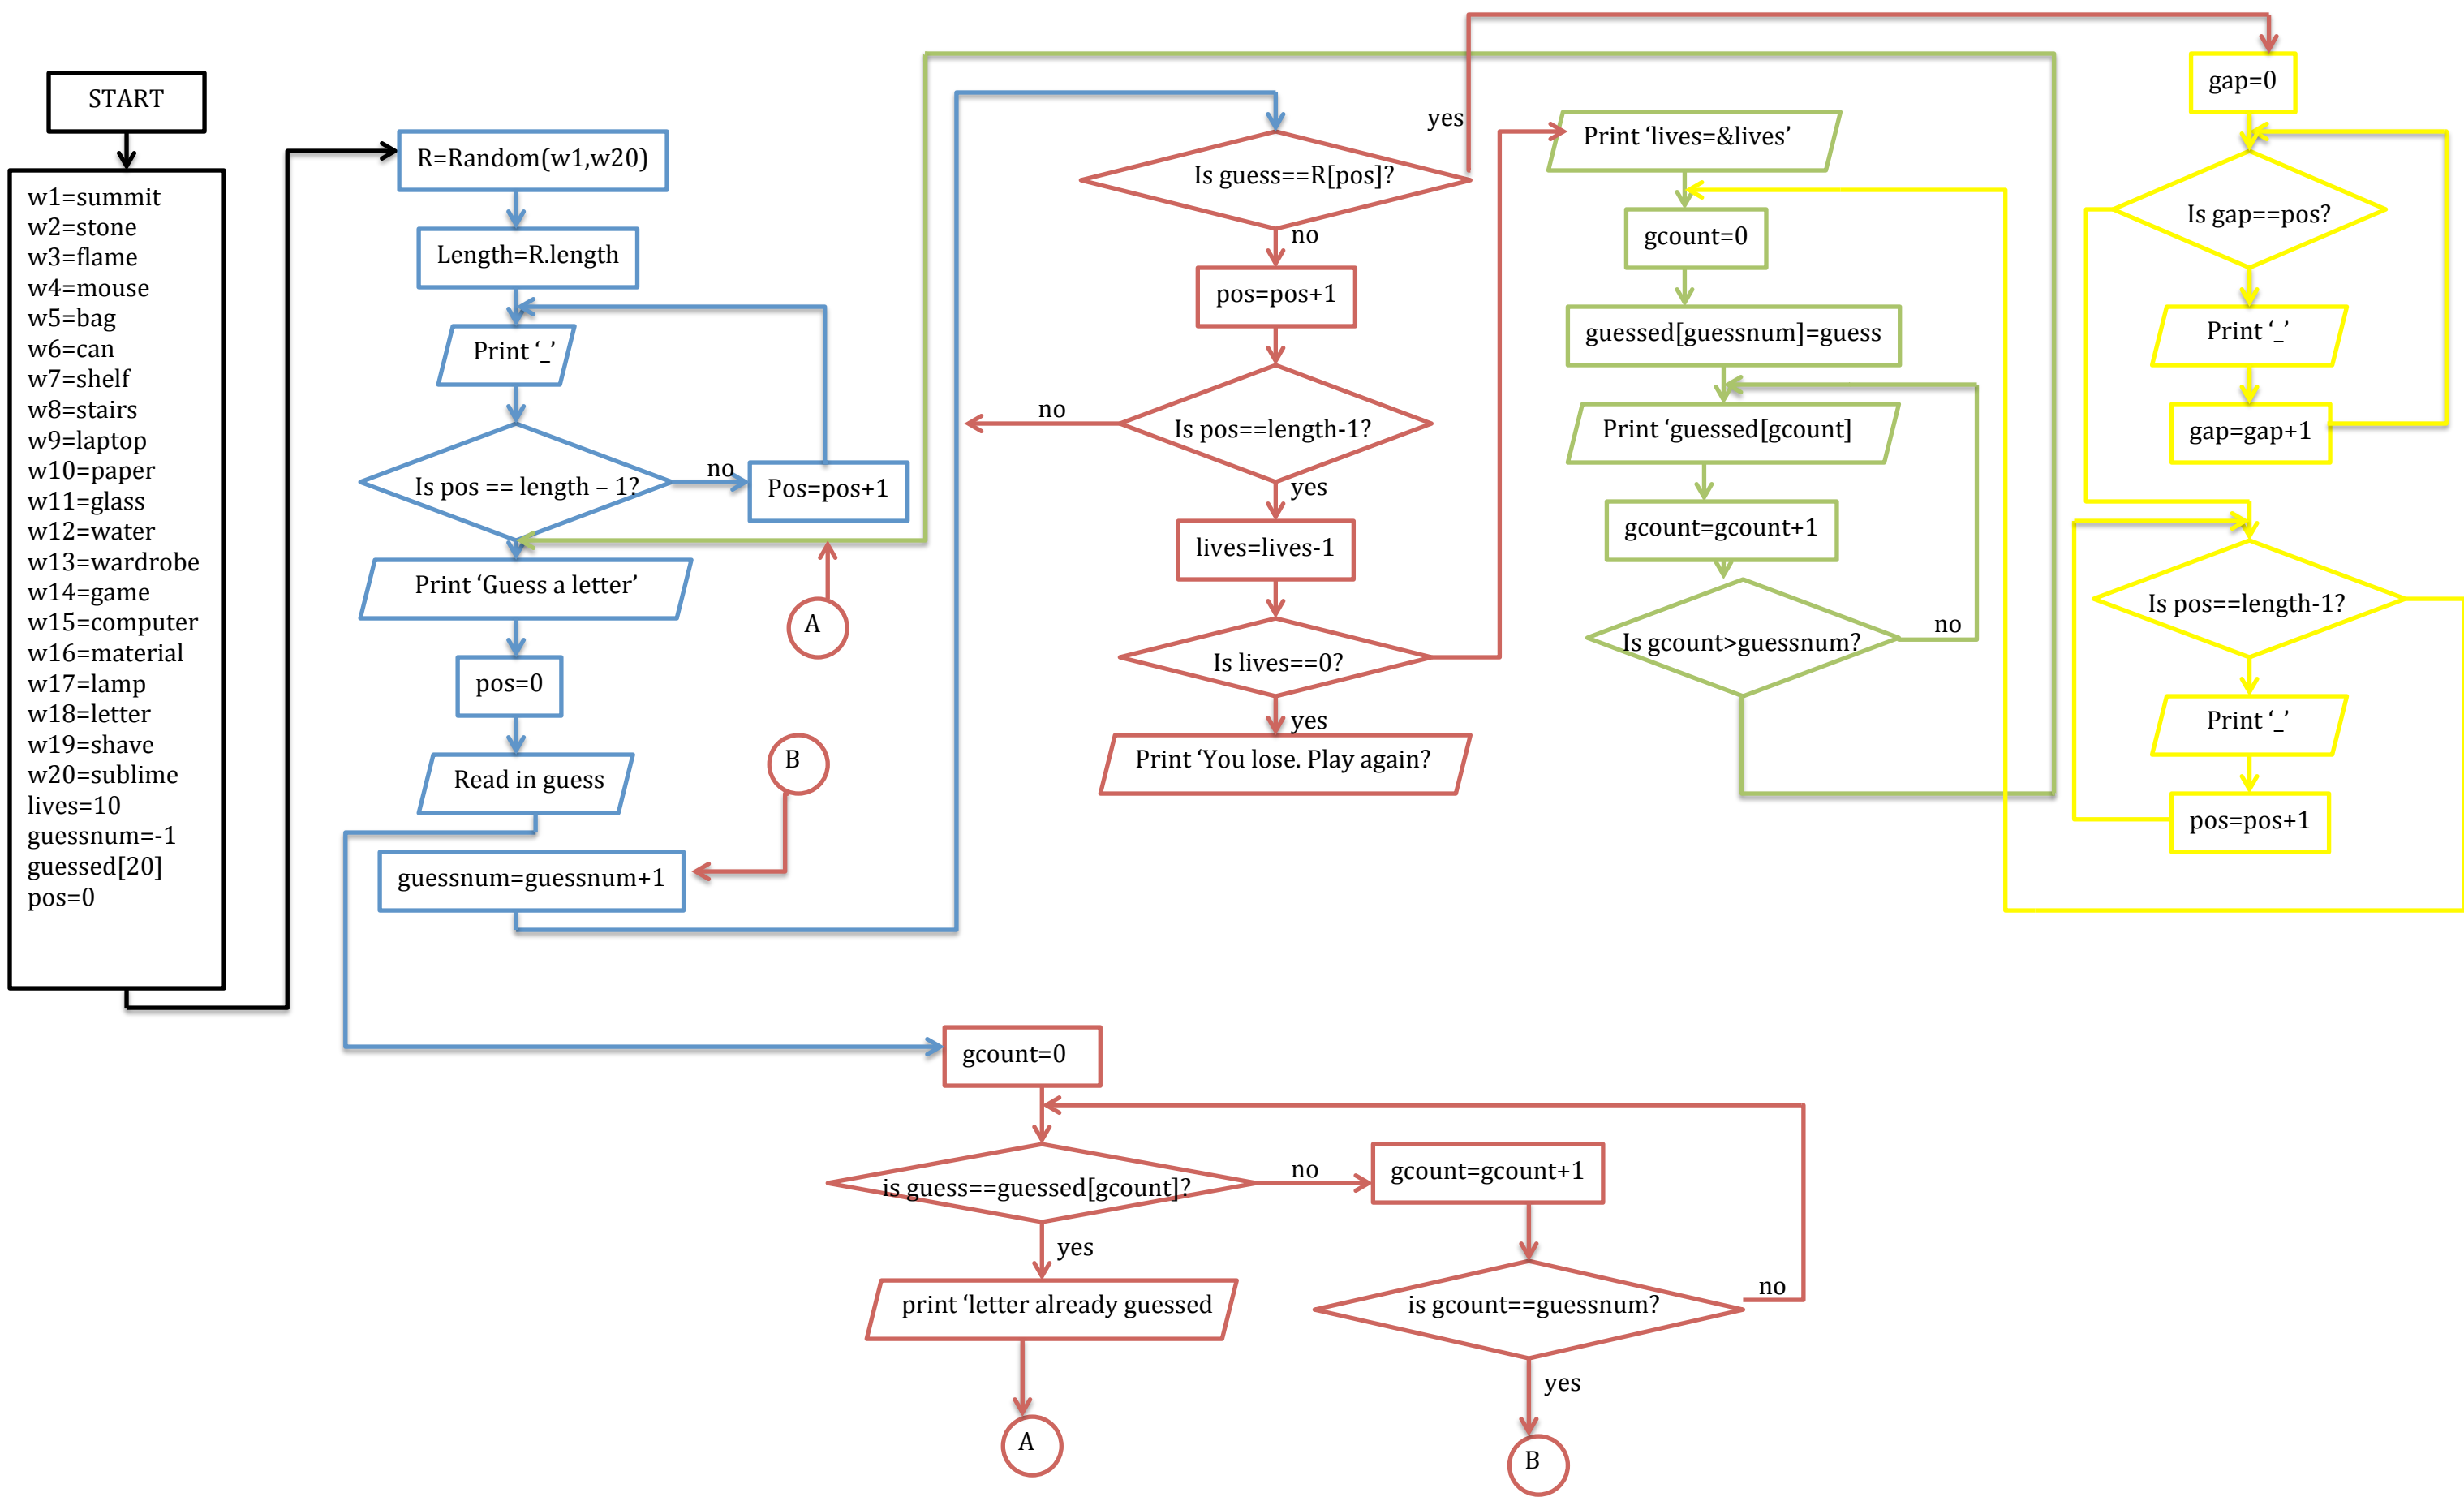 START
w1=summit
w2=stone
w3=flame
w4=mouse
w5=bag
w6=can
w7=shelf
w8=stairs
w9=laptop
w10=paper
w11=glass
w12=water
w13=wardrobe
w14=game
w15=computer
w16=material
w17=lamp
w18=letter
w19=shave
w20=sublime
lives=10
guessnum=-1
guessed[20]
pos=0
R=Random(w1,w20)
Length=R.length
Print ‘_’
Is pos == length – 1?
no
Pos=pos+1
Print ‘Guess a letter’
A
pos=0
Read in guess
B
guessnum=guessnum+1
Is guess==R[pos]?
yes
no
pos=pos+1
Is pos==length-1?
no
yes
lives=lives-1
Is lives==0?
yes
Print ‘You lose. Play again?
Print ‘lives=&lives’
gcount=0
guessed[guessnum]=guess
Print ‘guessed[gcount]
gcount=gcount+1
Is gcount>guessnum?
no
gap=0
Is gap==pos?
Print ‘_’
gap=gap+1
Is pos==length-1?
Print ‘_’
pos=pos+1
gcount=0
is guess==guessed[gcount]?
no
gcount=gcount+1
yes
print ‘letter already guessed
is gcount==guessnum?
no
yes
A
B